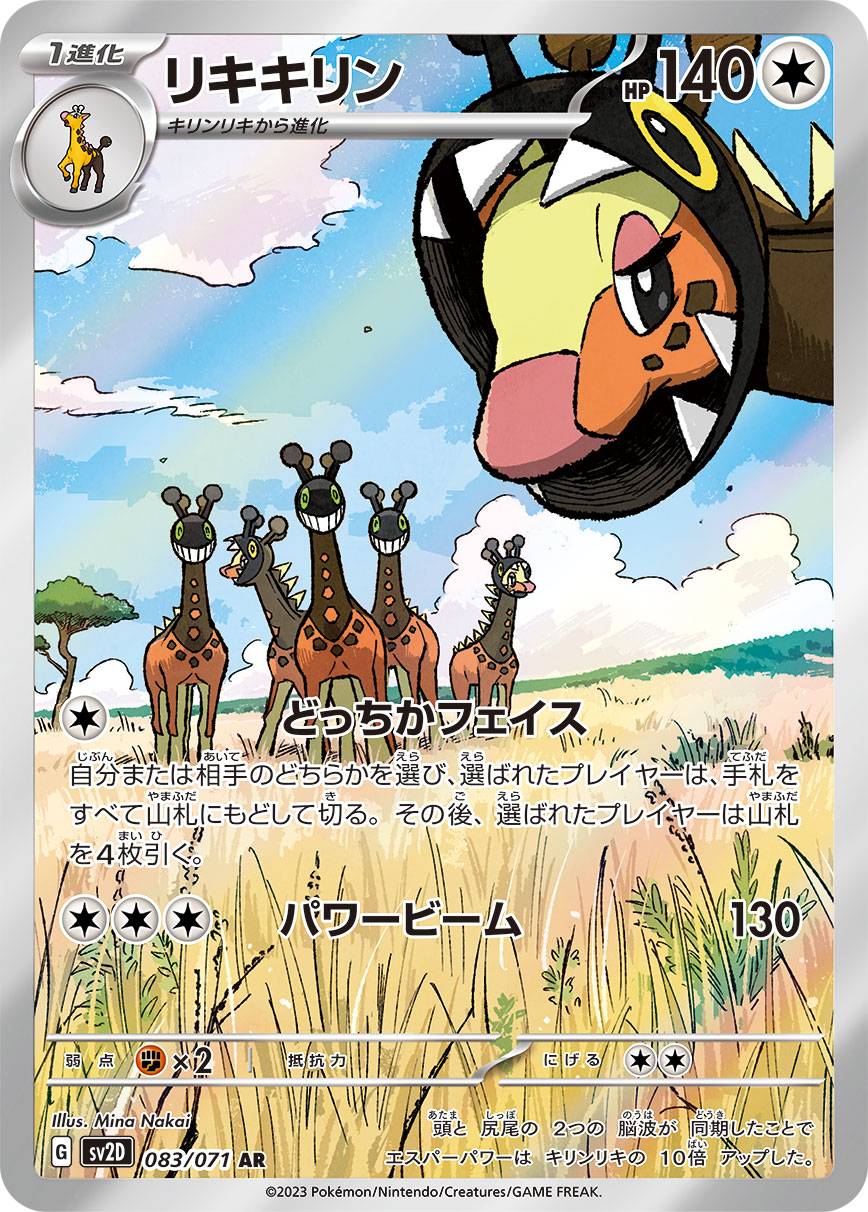 1進化
リキキリン
HP140
キリンリキから進化
どっちかフェイス
自分または相手のどちらかを選び、選ばれたプレイヤーは、手札を
すべて山札にもどして切る。その後、選ばれたプレイヤーは山札
を4枚引く。
パワービーム 130
弱点 ×2 抵抗力 にげる
Illus. Mina Nakai
頭と 尻尾の 2つの 脳波が 同期したことで
エスパーパワーは キリンリキの 10倍 アップした。
G sv2D 083/071 AR
©2023 Pokémon/Nintendo/Creatures/GAME FREAK.